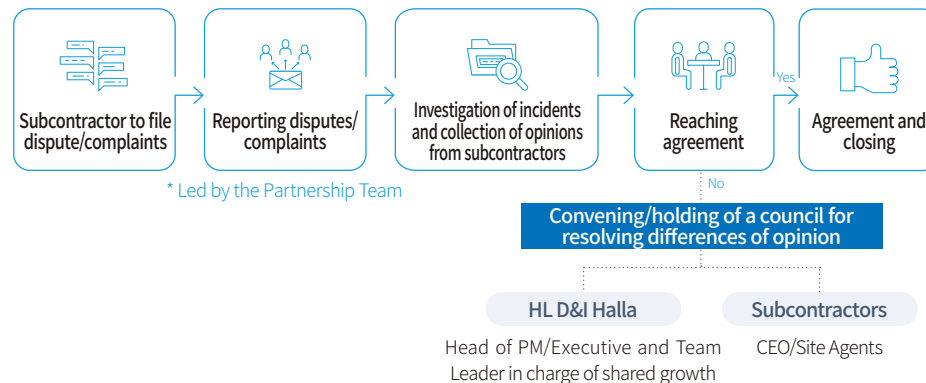 Subcontractor to file
dispute/complaints
Reporting disputes/
complaints
Investigation of incidents
and collection of opinions
from subcontractors
Reaching
agreement
Yes
Agreement and
closing
* Led by the Partnership Team
No
Convening/holding of a council for
resolving differences of opinion
HL D&I Halla
Head of PM/Executive and Team
Leader in charge of shared growth
Subcontractors
CEO/Site Agents